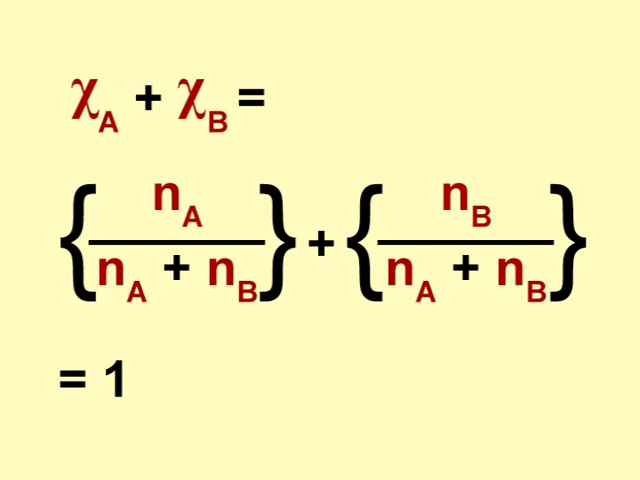 χA + χB =
{nA / nA + nB} + {nB / nA + nB}
= 1